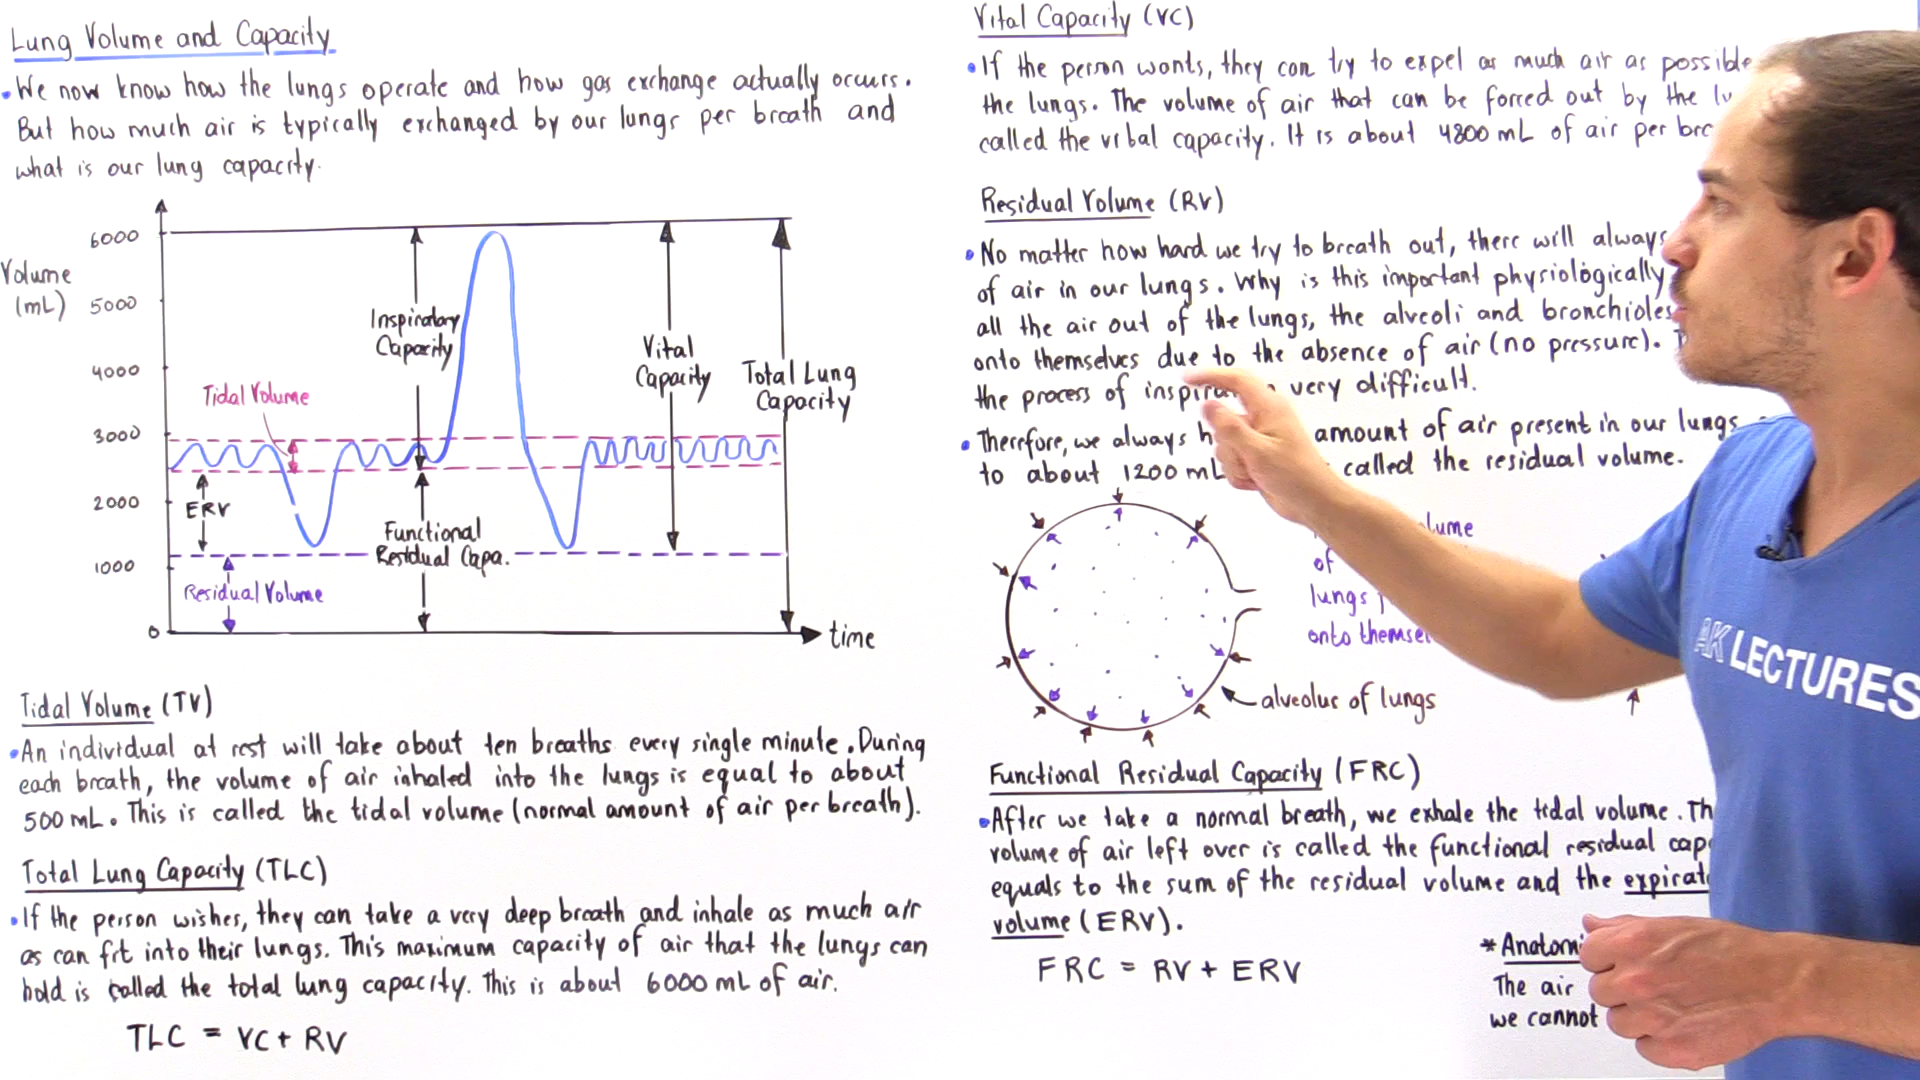 Lung Volume and Capacity
•We now know how the lungs operate and how gas exchange actually occurs.
But how much air is typically exchanged by our lungs per breath and
what is our lung capacity.
Volume
(mL)
6000
5000
4000
3000
2000
1000
0
Tidal Volume
ERV
Residual Volume
Inspiratory
Capacity
Functional
Residual Capa.
Vital
Capacity
Total Lung
Capacity
time
Tidal Volume (TV)
•An individual at rest will take about ten breaths every single minute. During
each breath, the volume of air inhaled into the lungs is equal to about
500 mL. This is called the tidal volume (normal amount of air per breath).
Total Lung Capacity (TLC)
•If the person wishes, they can take a very deep breath and inhale as much air
as can fit into their lungs. This maximum capacity of air that the lungs can
hold is called the total lung capacity. This is about 6000 mL of air.
TLC = VC + RV
Vital Capacity (VC)
•If the person wants, they can try to expel as much air as possible
the lungs. The volume of air that can be forced out by the lu
called the vital capacity. It is about 4800 mL of air per bre
Residual Volume (RV)
•No matter how hard we try to breath out, there will always
of air in our lungs. Why is this important physiologically
all the air out of the lungs, the alveoli and bronchioles
onto themselves due to the absence of air (no pressure).
the process of inspira very difficult.
•Therefore, we always h amount of air present in our lungs
to about 1200 mL called the residual volume.
lume
of
lungs
onto themse
alveolus of lungs
Functional Residual Capacity (FRC)
•After we take a normal breath, we exhale the tidal volume. Th
volume of air left over is called the functional residual cap
equals to the sum of the residual volume and the expirat
volume (ERV).
FRC = RV + ERV
*Anatomi
The air
we cannot
AK LECTURES